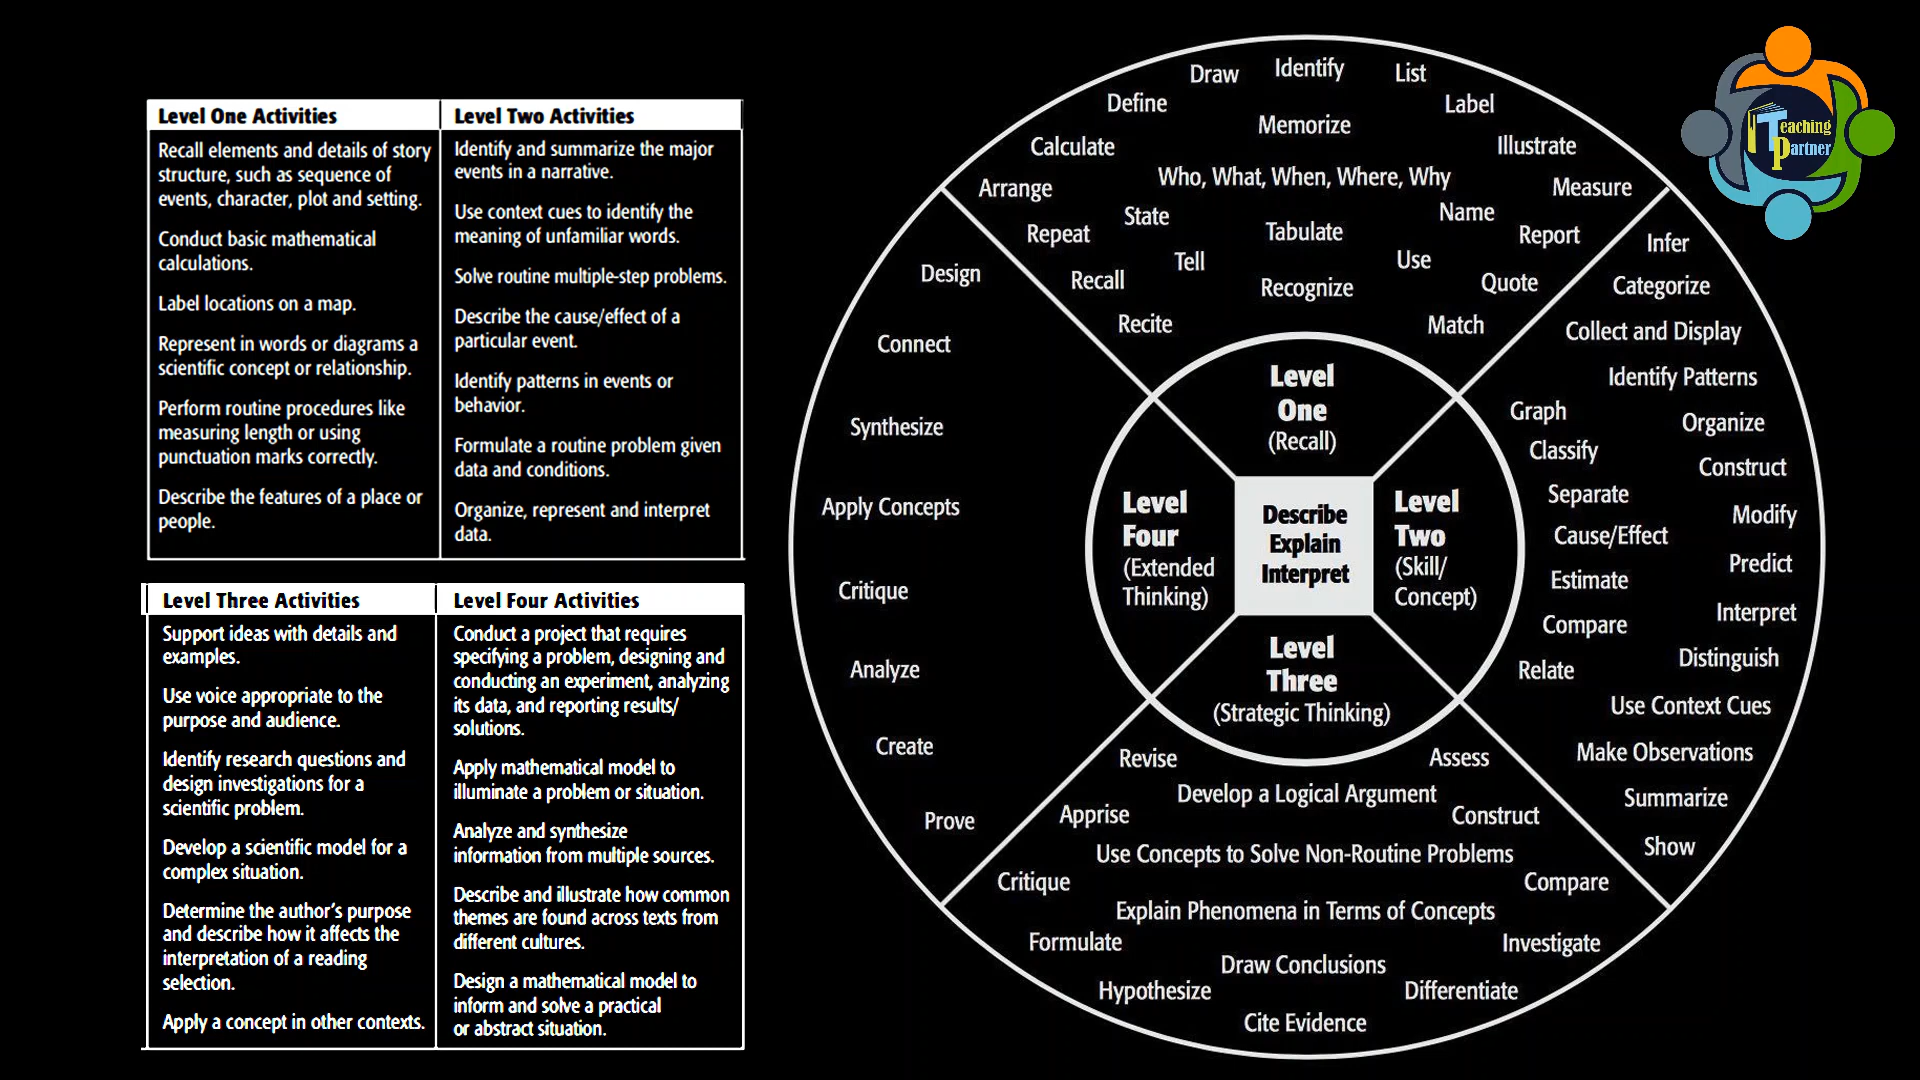 Level One Activities
Recall elements and details of story
structure, such as sequence of
events, character, plot and setting.
Conduct basic mathematical
calculations.
Label locations on a map.
Represent in words or diagrams a
scientific concept or relationship.
Perform routine procedures like
measuring length or using
punctuation marks correctly.
Describe the features of a place or
people.
Level Two Activities
Identify and summarize the major
events in a narrative.
Use context cues to identify the
meaning of unfamiliar words.
Solve routine multiple-step problems.
Describe the cause/effect of a
particular event.
Identify patterns in events or
behavior.
Formulate a routine problem given
data and conditions.
Organize, represent and interpret
data.
Level Three Activities
Support ideas with details and
examples.
Use voice appropriate to the
purpose and audience.
Identify research questions and
design investigations for a
scientific problem.
Develop a scientific model for a
complex situation.
Determine the author's purpose
and describe how it affects the
interpretation of a reading
selection.
Apply a concept in other contexts.
Level Four Activities
Conduct a project that requires
specifying a problem, designing and
conducting an experiment, analyzing
its data, and reporting results/
solutions.
Apply mathematical model to
illuminate a problem or situation.
Analyze and synthesize
information from multiple sources.
Describe and illustrate how common
themes are found across texts from
different cultures.
Design a mathematical model to
inform and solve a practical
or abstract situation.
Draw
Identify
List
Define
Label
Memorize
Calculate
Illustrate
Who, What, When, Where, Why
Arrange
Measure
State
Name
Repeat
Tabulate
Report
Tell
Use
Recall
Recognize
Quote
Recite
Match
Level
One
(Recall)
Infer
Categorize
Collect and Display
Identify Patterns
Graph
Organize
Classify
Construct
Separate
Modify
Cause/Effect
Predict
Estimate
Interpret
Compare
Distinguish
Relate
Use Context Cues
Make Observations
Summarize
Show
Level
Two
(Skill/
Concept)
Describe
Explain
Interpret
Level
Three
(Strategic Thinking)
Revise
Assess
Develop a Logical Argument
Apprise
Construct
Use Concepts to Solve Non-Routine Problems
Critique
Compare
Explain Phenomena in Terms of Concepts
Formulate
Investigate
Draw Conclusions
Hypothesize
Differentiate
Cite Evidence
Level
Four
(Extended
Thinking)
Design
Connect
Synthesize
Apply Concepts
Critique
Analyze
Create
Prove
Teaching
Partner